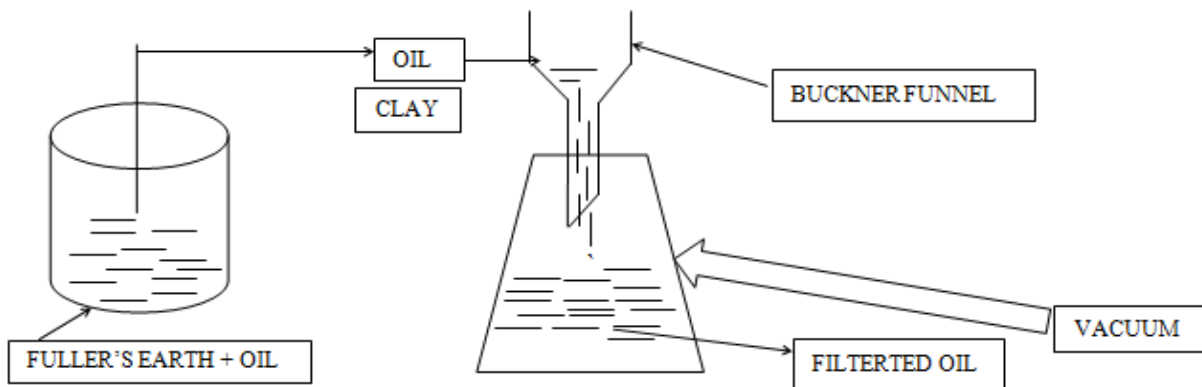 OIL
CLAY
BUCKNER FUNNEL
FULLER'S EARTH + OIL
FILTERTED OIL
VACUUM